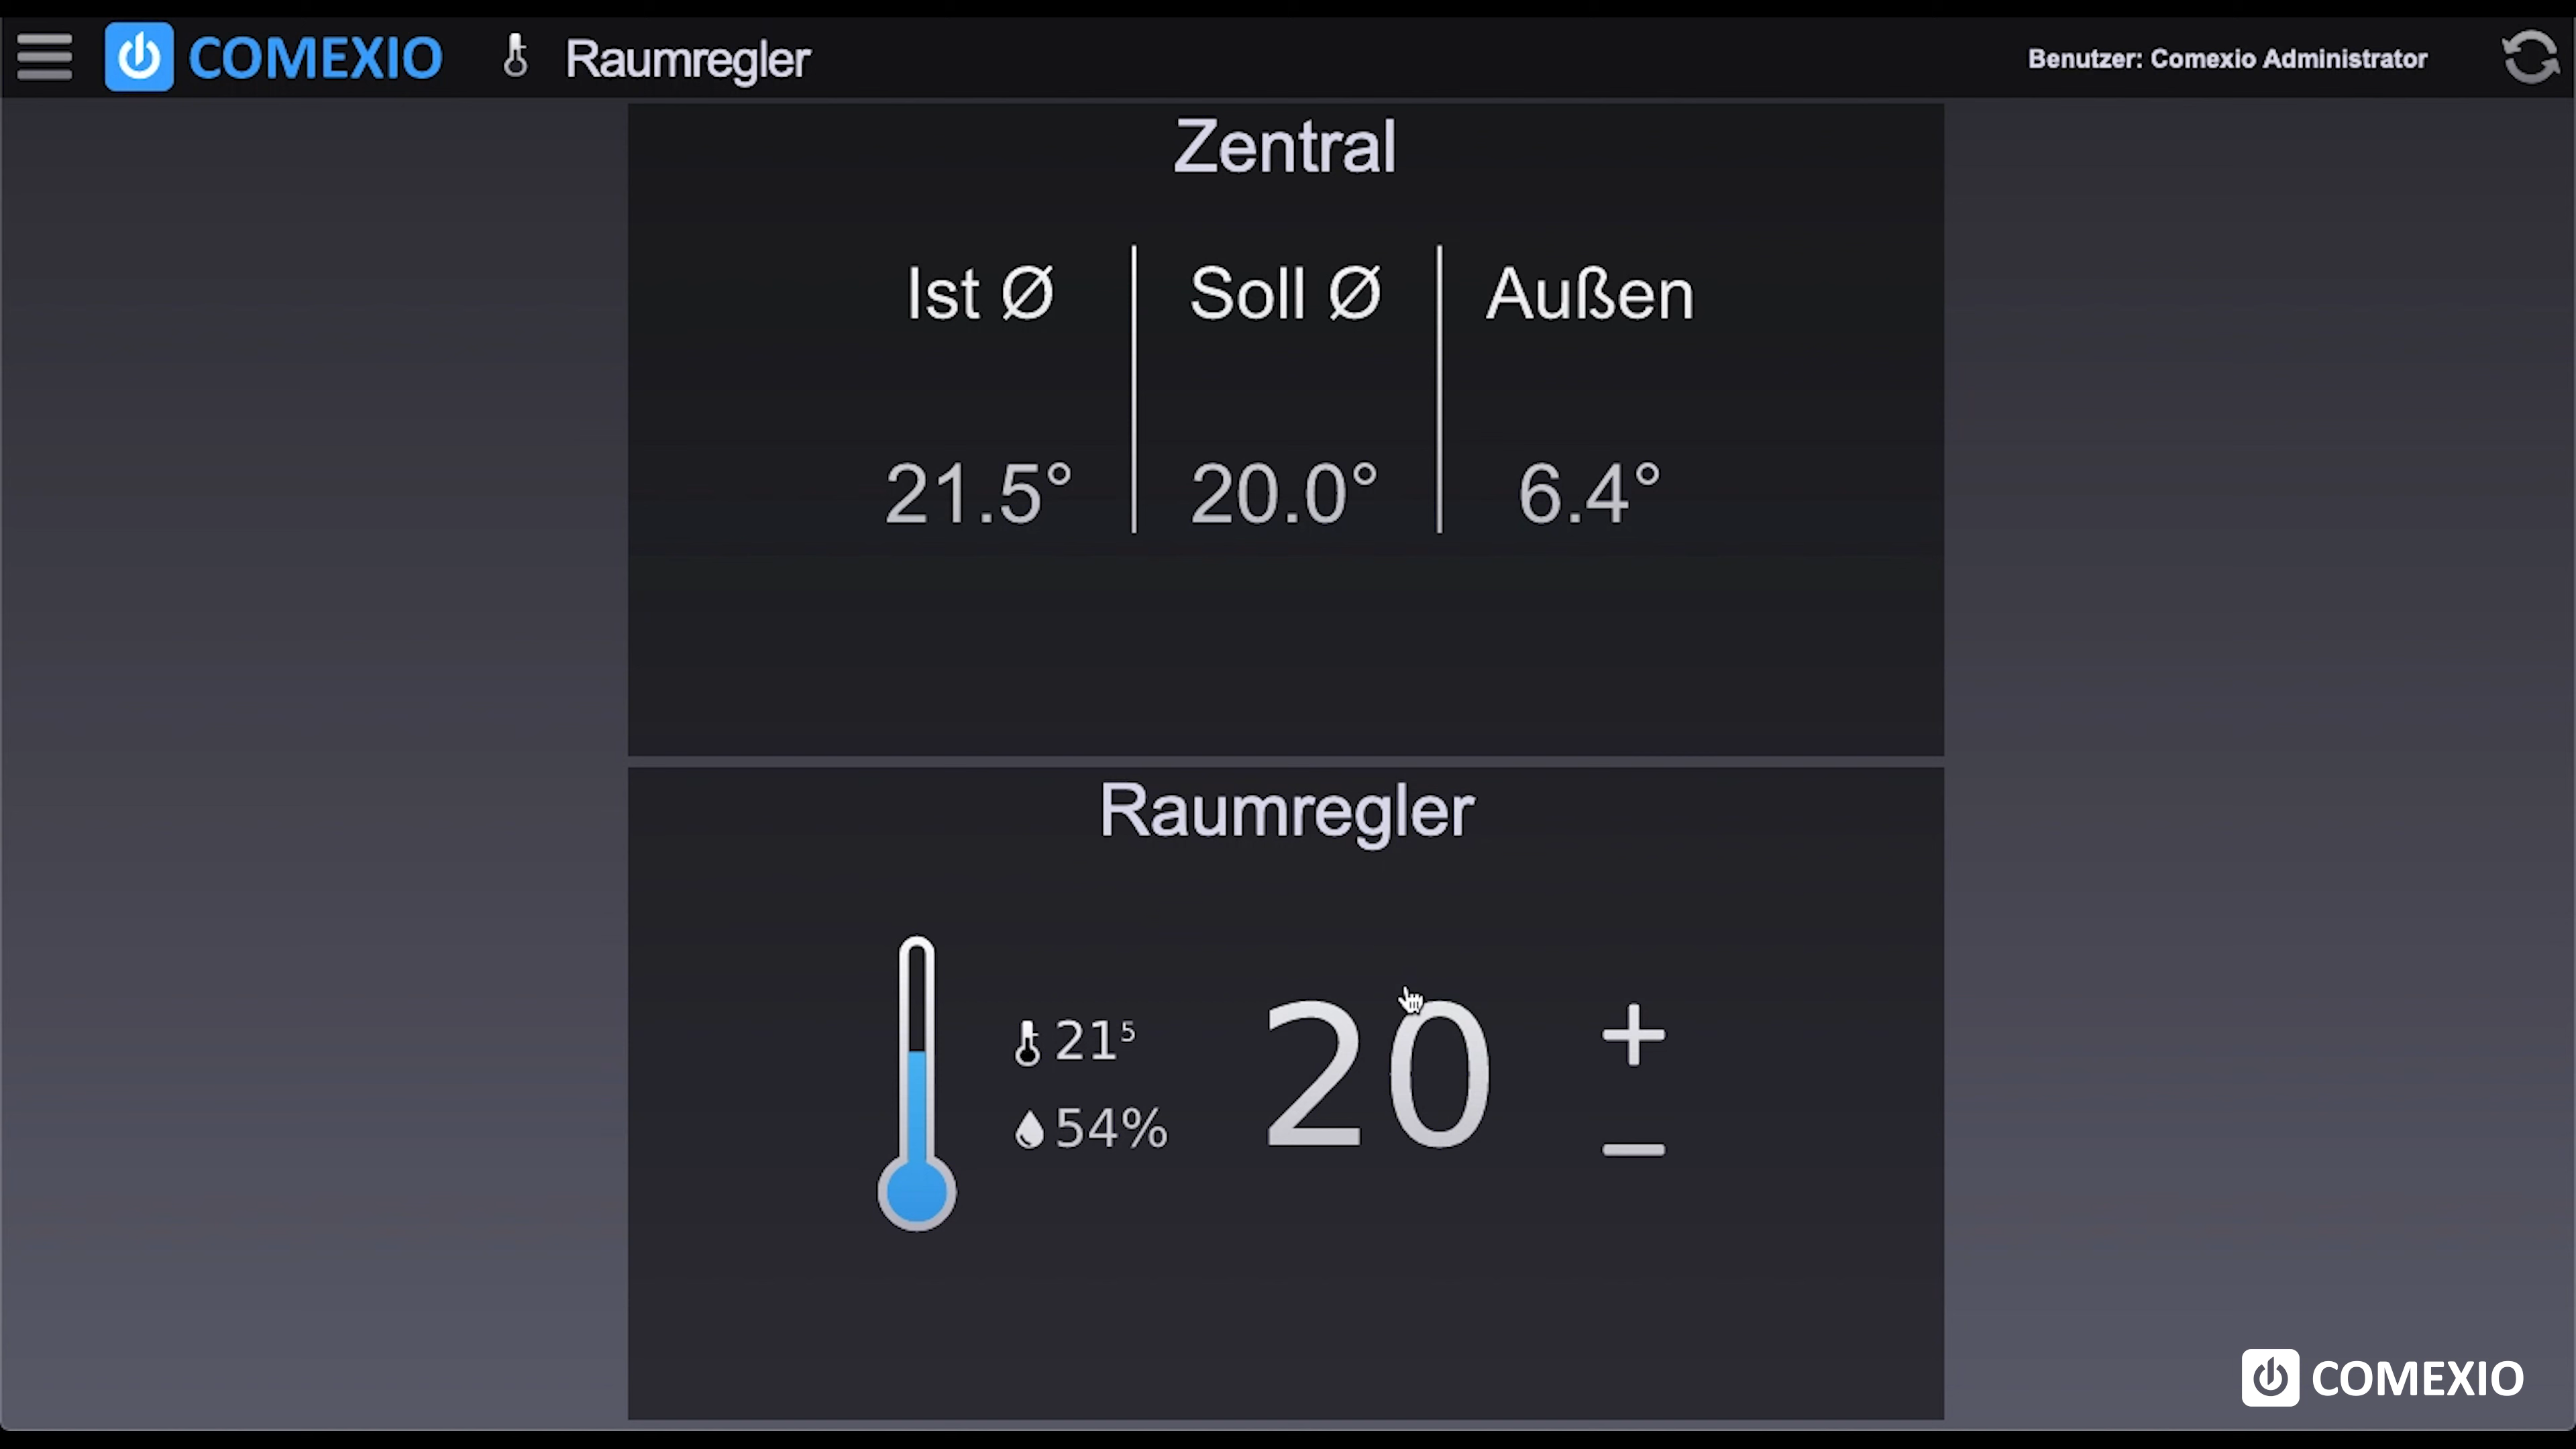 COMEXIO Raumregler Benutzer: Comexio Administrator
Zentral
Ist Ø Soll Ø Außen
21.5° 20.0° 6.4°
Raumregler
21⁵ 20 +
54% −
COMEXIO